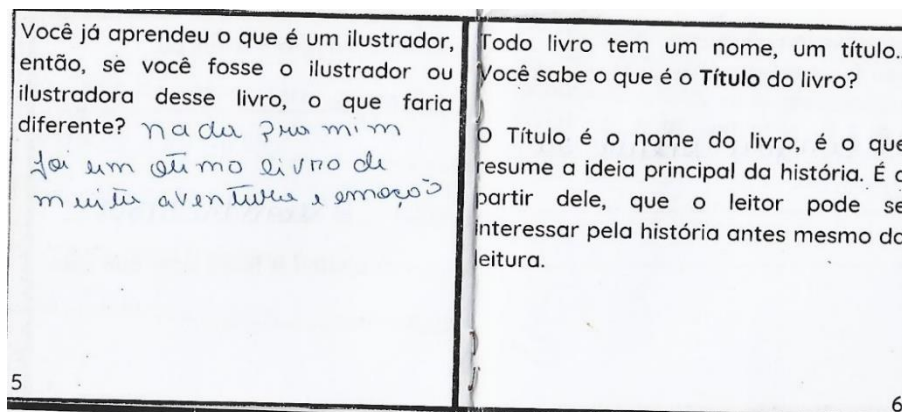 Você já aprendeu o que é um ilustrador,
então, se você fosse o ilustrador ou
ilustradora desse livro, o que faria
diferente? nada pra mim
foi um otimo livro de
muita aventura e emoção
5
Todo livro tem um nome, um título..
Você sabe o que é o Título do livro?
O Título é o nome do livro, é o que
resume a ideia principal da história. É a
partir dele, que o leitor pode se
interessar pela história antes mesmo da
leitura.
6